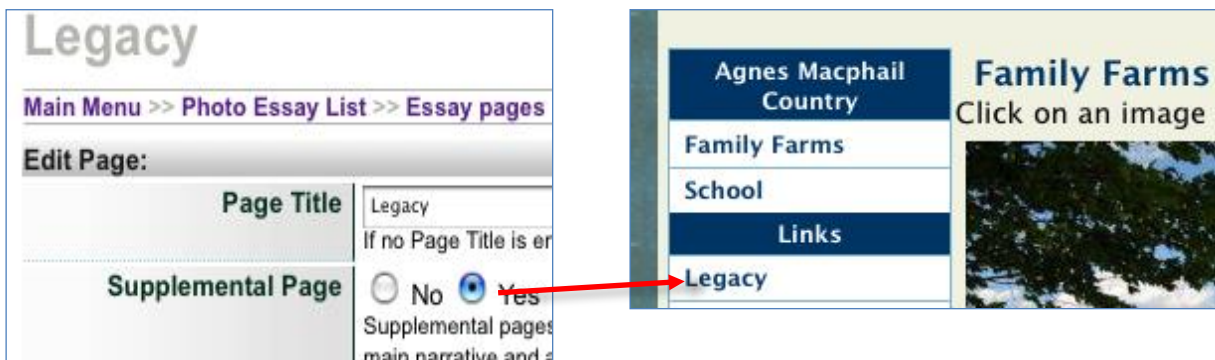 Legacy
Main Menu >> Photo Essay List >> Essay pages
Edit Page:
Page Title
Legacy
If no Page Title is
Supplemental Page
No Yes
Supplemental pages
main narrative and
Agnes Macphail
Country
Family Farms
School
Links
Legacy
Family Farms
Click on an image